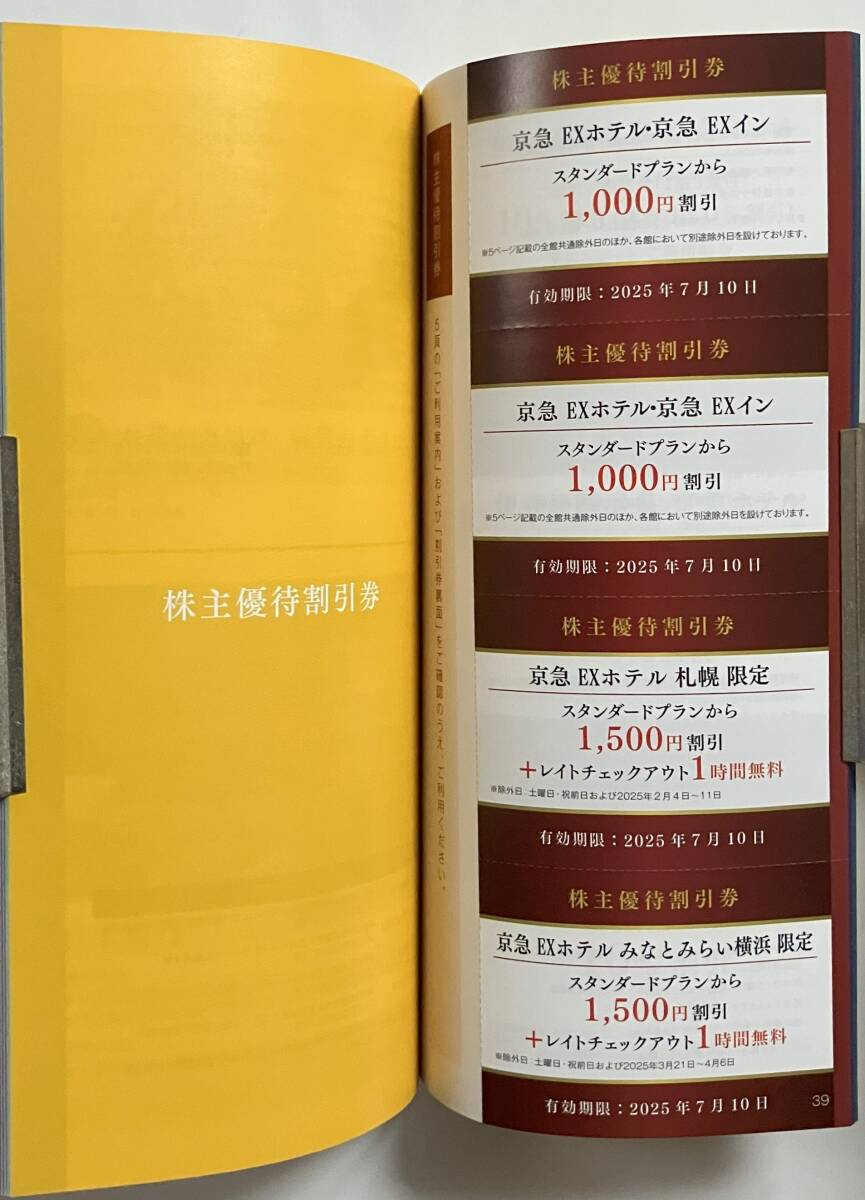 株主優待割引券
株主優待割引券
5頁の「ご利用案内」および「割引券裏面」をご確認のうえ、ご利用ください。
株主優待割引券
京急 EXホテル・京急 EXイン
スタンダードプランから
1,000円割引
※5ページ記載の全館共通除外日のほか、各館において別途除外日を設けております。
有効期限：2025年7月10日
株主優待割引券
京急 EXホテル・京急 EXイン
スタンダードプランから
1,000円割引
※5ページ記載の全館共通除外日のほか、各館において別途除外日を設けております。
有効期限：2025年7月10日
株主優待割引券
京急 EXホテル 札幌 限定
スタンダードプランから
1,500円割引
＋レイトチェックアウト1時間無料
※除外日：土曜日・祝前日および2025年2月4日〜11日
有効期限：2025年7月10日
株主優待割引券
京急 EXホテル みなとみらい横浜 限定
スタンダードプランから
1,500円割引
＋レイトチェックアウト1時間無料
※除外日：土曜日・祝前日および2025年3月21日〜4月6日
有効期限：2025年7月10日
39